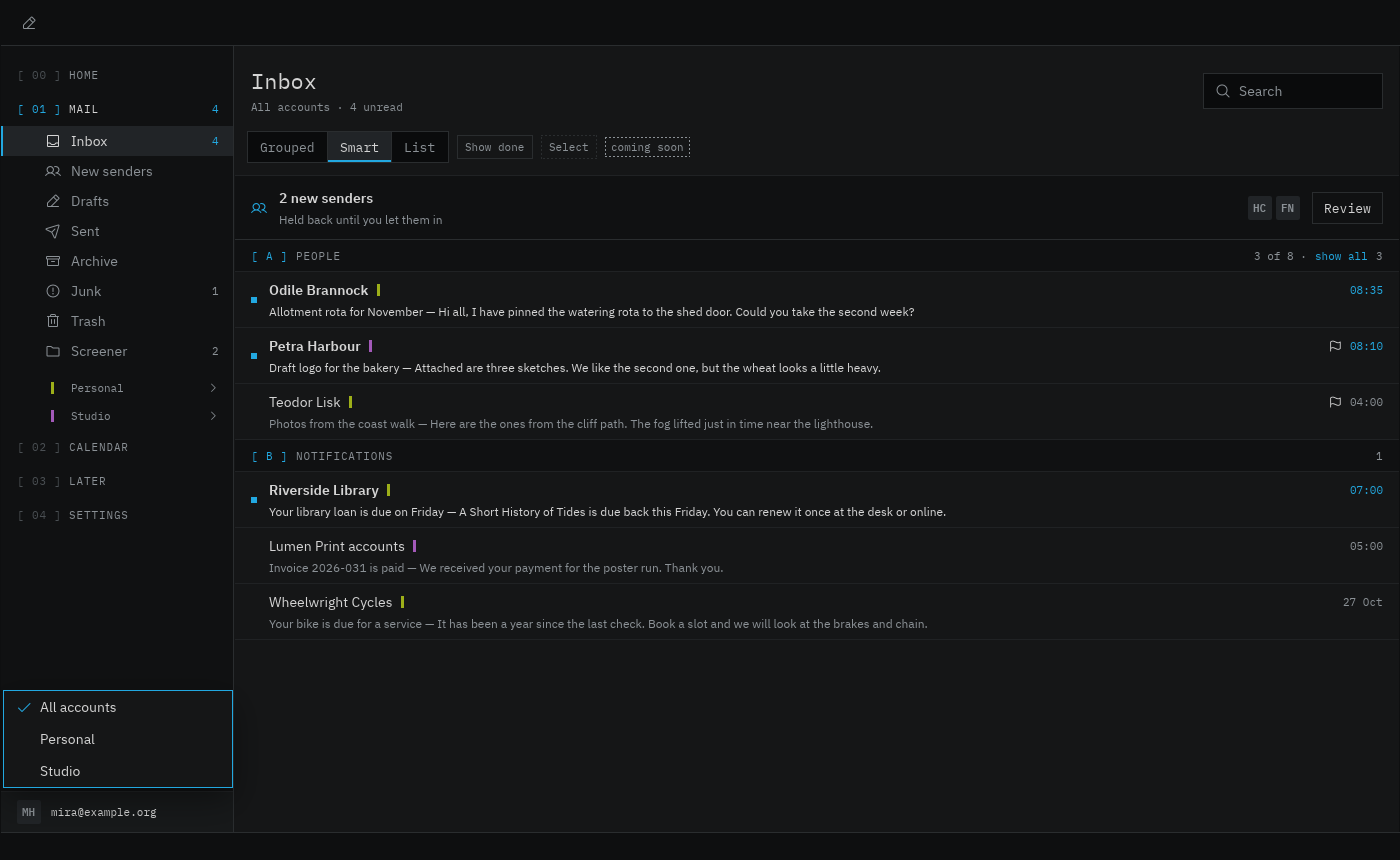 [ 00 ] HOME
[ 01 ] MAIL 4
Inbox 4
New senders
Drafts
Sent
Archive
Junk 1
Trash
Screener 2
Personal
Studio
[ 02 ] CALENDAR
[ 03 ] LATER
[ 04 ] SETTINGS
All accounts
Personal
Studio
MH mira@example.org
Inbox
All accounts · 4 unread
Search
Grouped Smart List Show done Select coming soon
2 new senders
Held back until you let them in
HC FN Review
[ A ] PEOPLE 3 of 8 · show all 3
Odile Brannock 08:35
Allotment rota for November — Hi all, I have pinned the watering rota to the shed door. Could you take the second week?
Petra Harbour 08:10
Draft logo for the bakery — Attached are three sketches. We like the second one, but the wheat looks a little heavy.
Teodor Lisk 04:00
Photos from the coast walk — Here are the ones from the cliff path. The fog lifted just in time near the lighthouse.
[ B ] NOTIFICATIONS 1
Riverside Library 07:00
Your library loan is due on Friday — A Short History of Tides is due back this Friday. You can renew it once at the desk or online.
Lumen Print accounts 05:00
Invoice 2026-031 is paid — We received your payment for the poster run. Thank you.
Wheelwright Cycles 27 Oct
Your bike is due for a service — It has been a year since the last check. Book a slot and we will look at the brakes and chain.